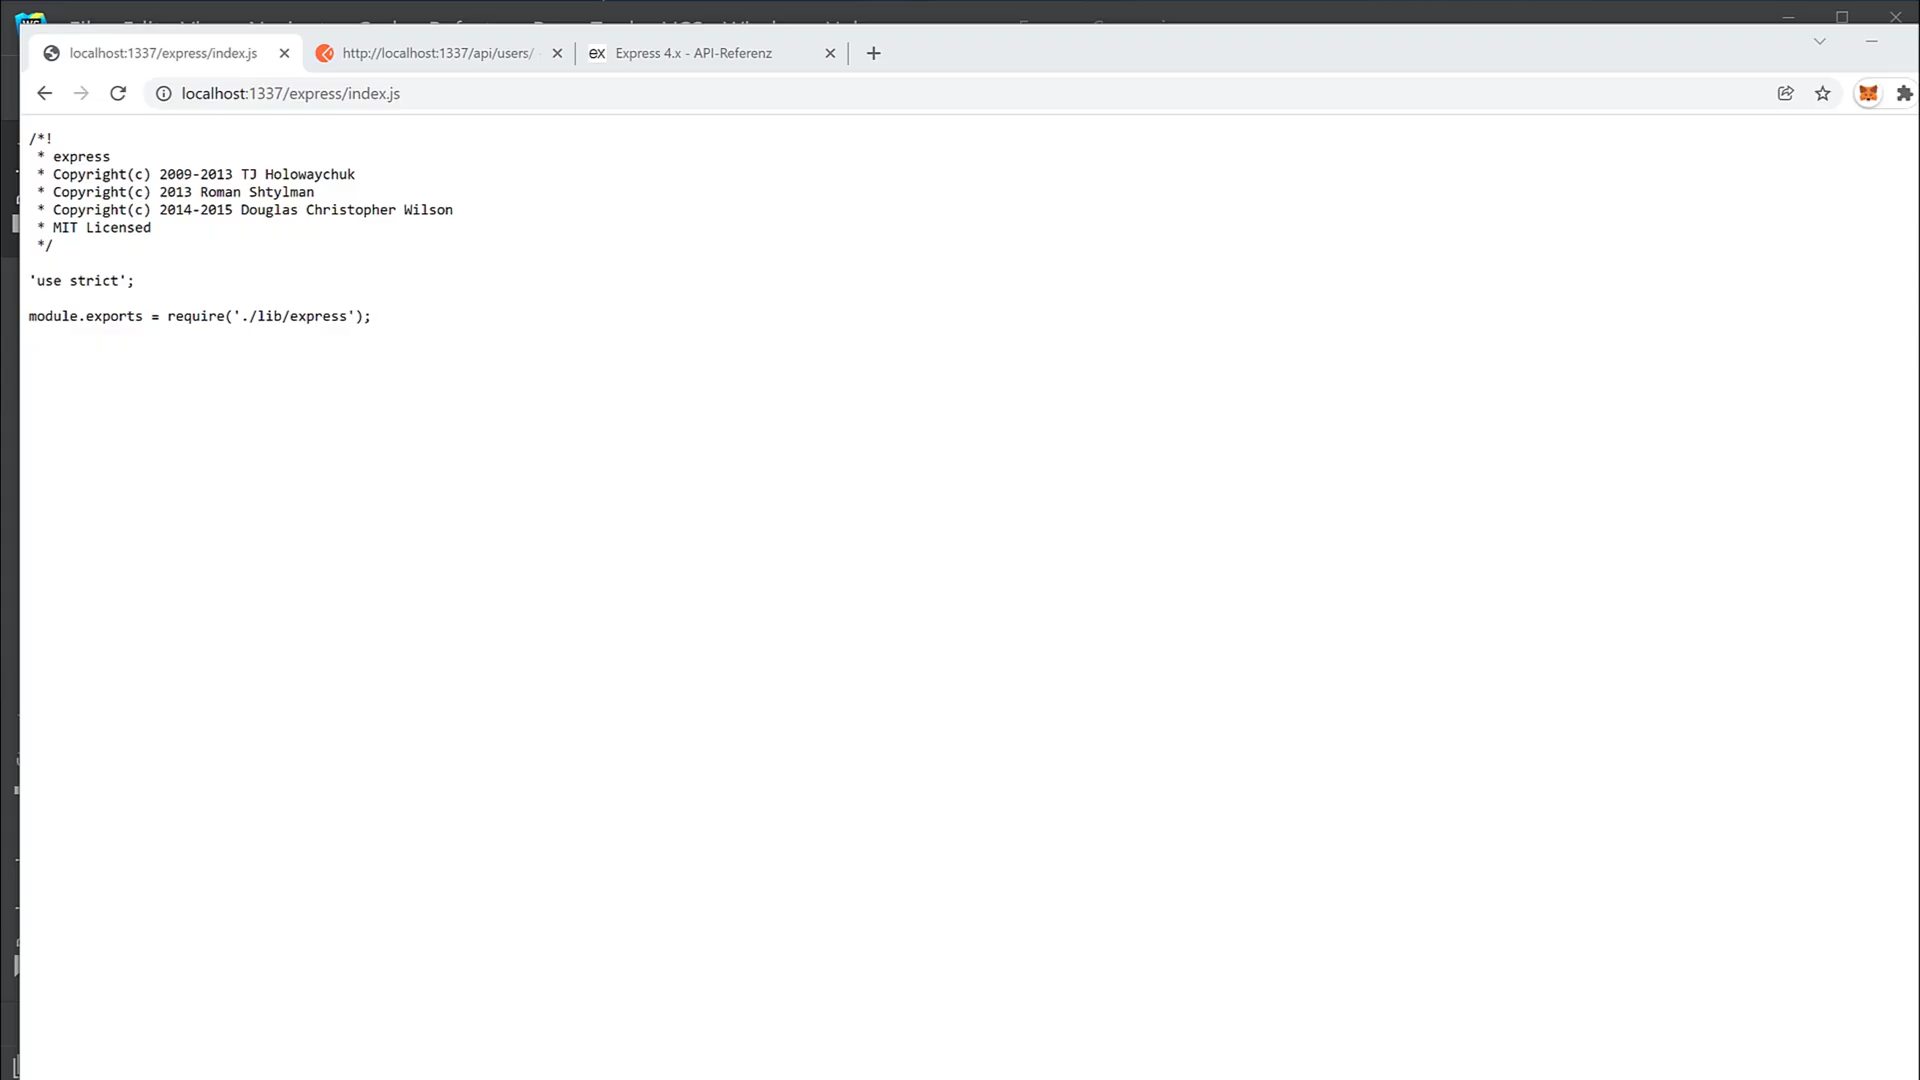 localhost:1337/express/index.js
http://localhost:1337/api/users/
ex Express 4.x - API-Referenz
localhost:1337/express/index.js
/*!
 * express
 * Copyright(c) 2009-2013 TJ Holowaychuk
 * Copyright(c) 2013 Roman Shtylman
 * Copyright(c) 2014-2015 Douglas Christopher Wilson
 * MIT Licensed
 */
'use strict';
module.exports = require('./lib/express');